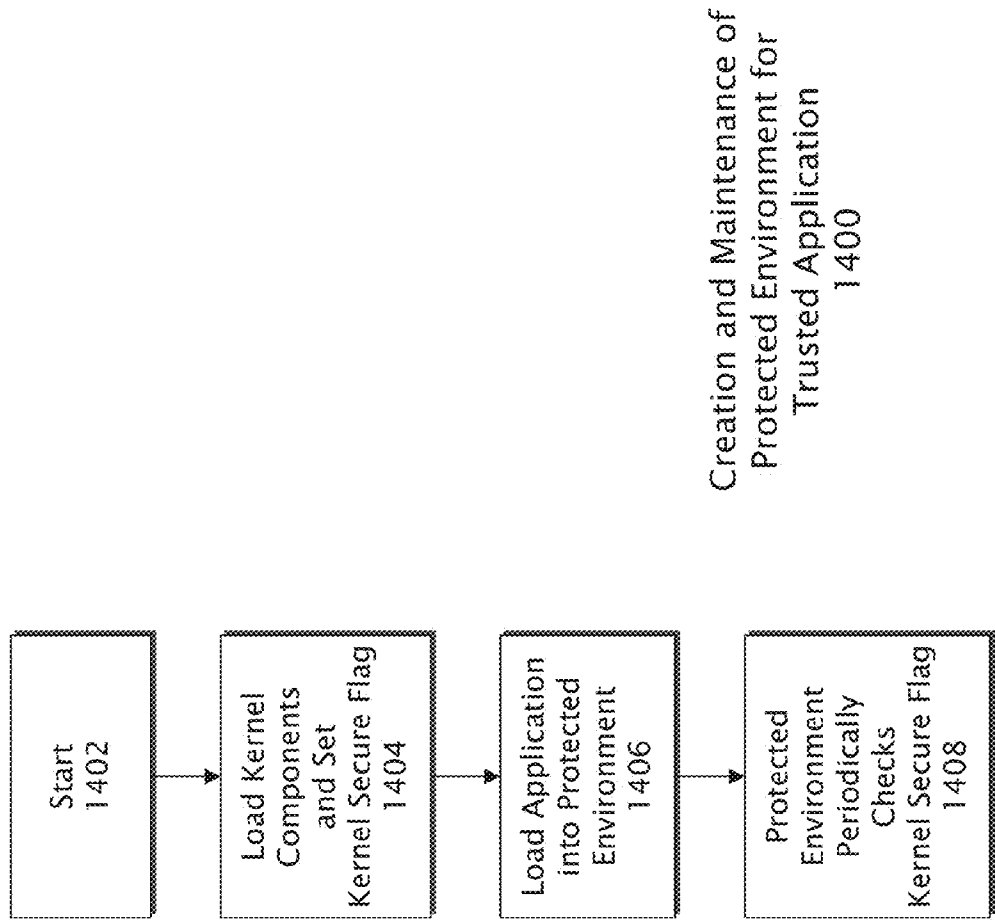 Start
1402
Load Kernel
Components
and Set
Kernel Secure Flag
1404
Load Application
into Protected
Environment
1406
Protected
Environment
Periodically
Checks
Kernel Secure Flag
1408
Creation and Maintenance of
Protected Environment for
Trusted Application
1400